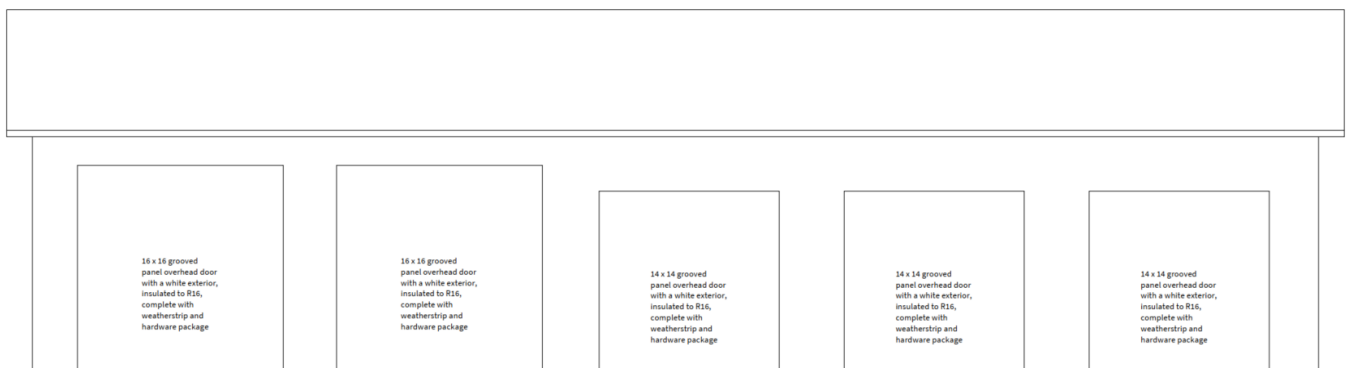 16 x 16 grooved
panel overhead door
with a white exterior,
insulated to R16,
complete with
weatherstrip and
hardware package
16 x 16 grooved
panel overhead door
with a white exterior,
insulated to R16,
complete with
weatherstrip and
hardware package
14 x 14 grooved
panel overhead door
with a white exterior,
insulated to R16,
complete with
weatherstrip and
hardware package
14 x 14 grooved
panel overhead door
with a white exterior,
insulated to R16,
complete with
weatherstrip and
hardware package
14 x 14 grooved
panel overhead door
with a white exterior,
insulated to R16,
complete with
weatherstrip and
hardware package